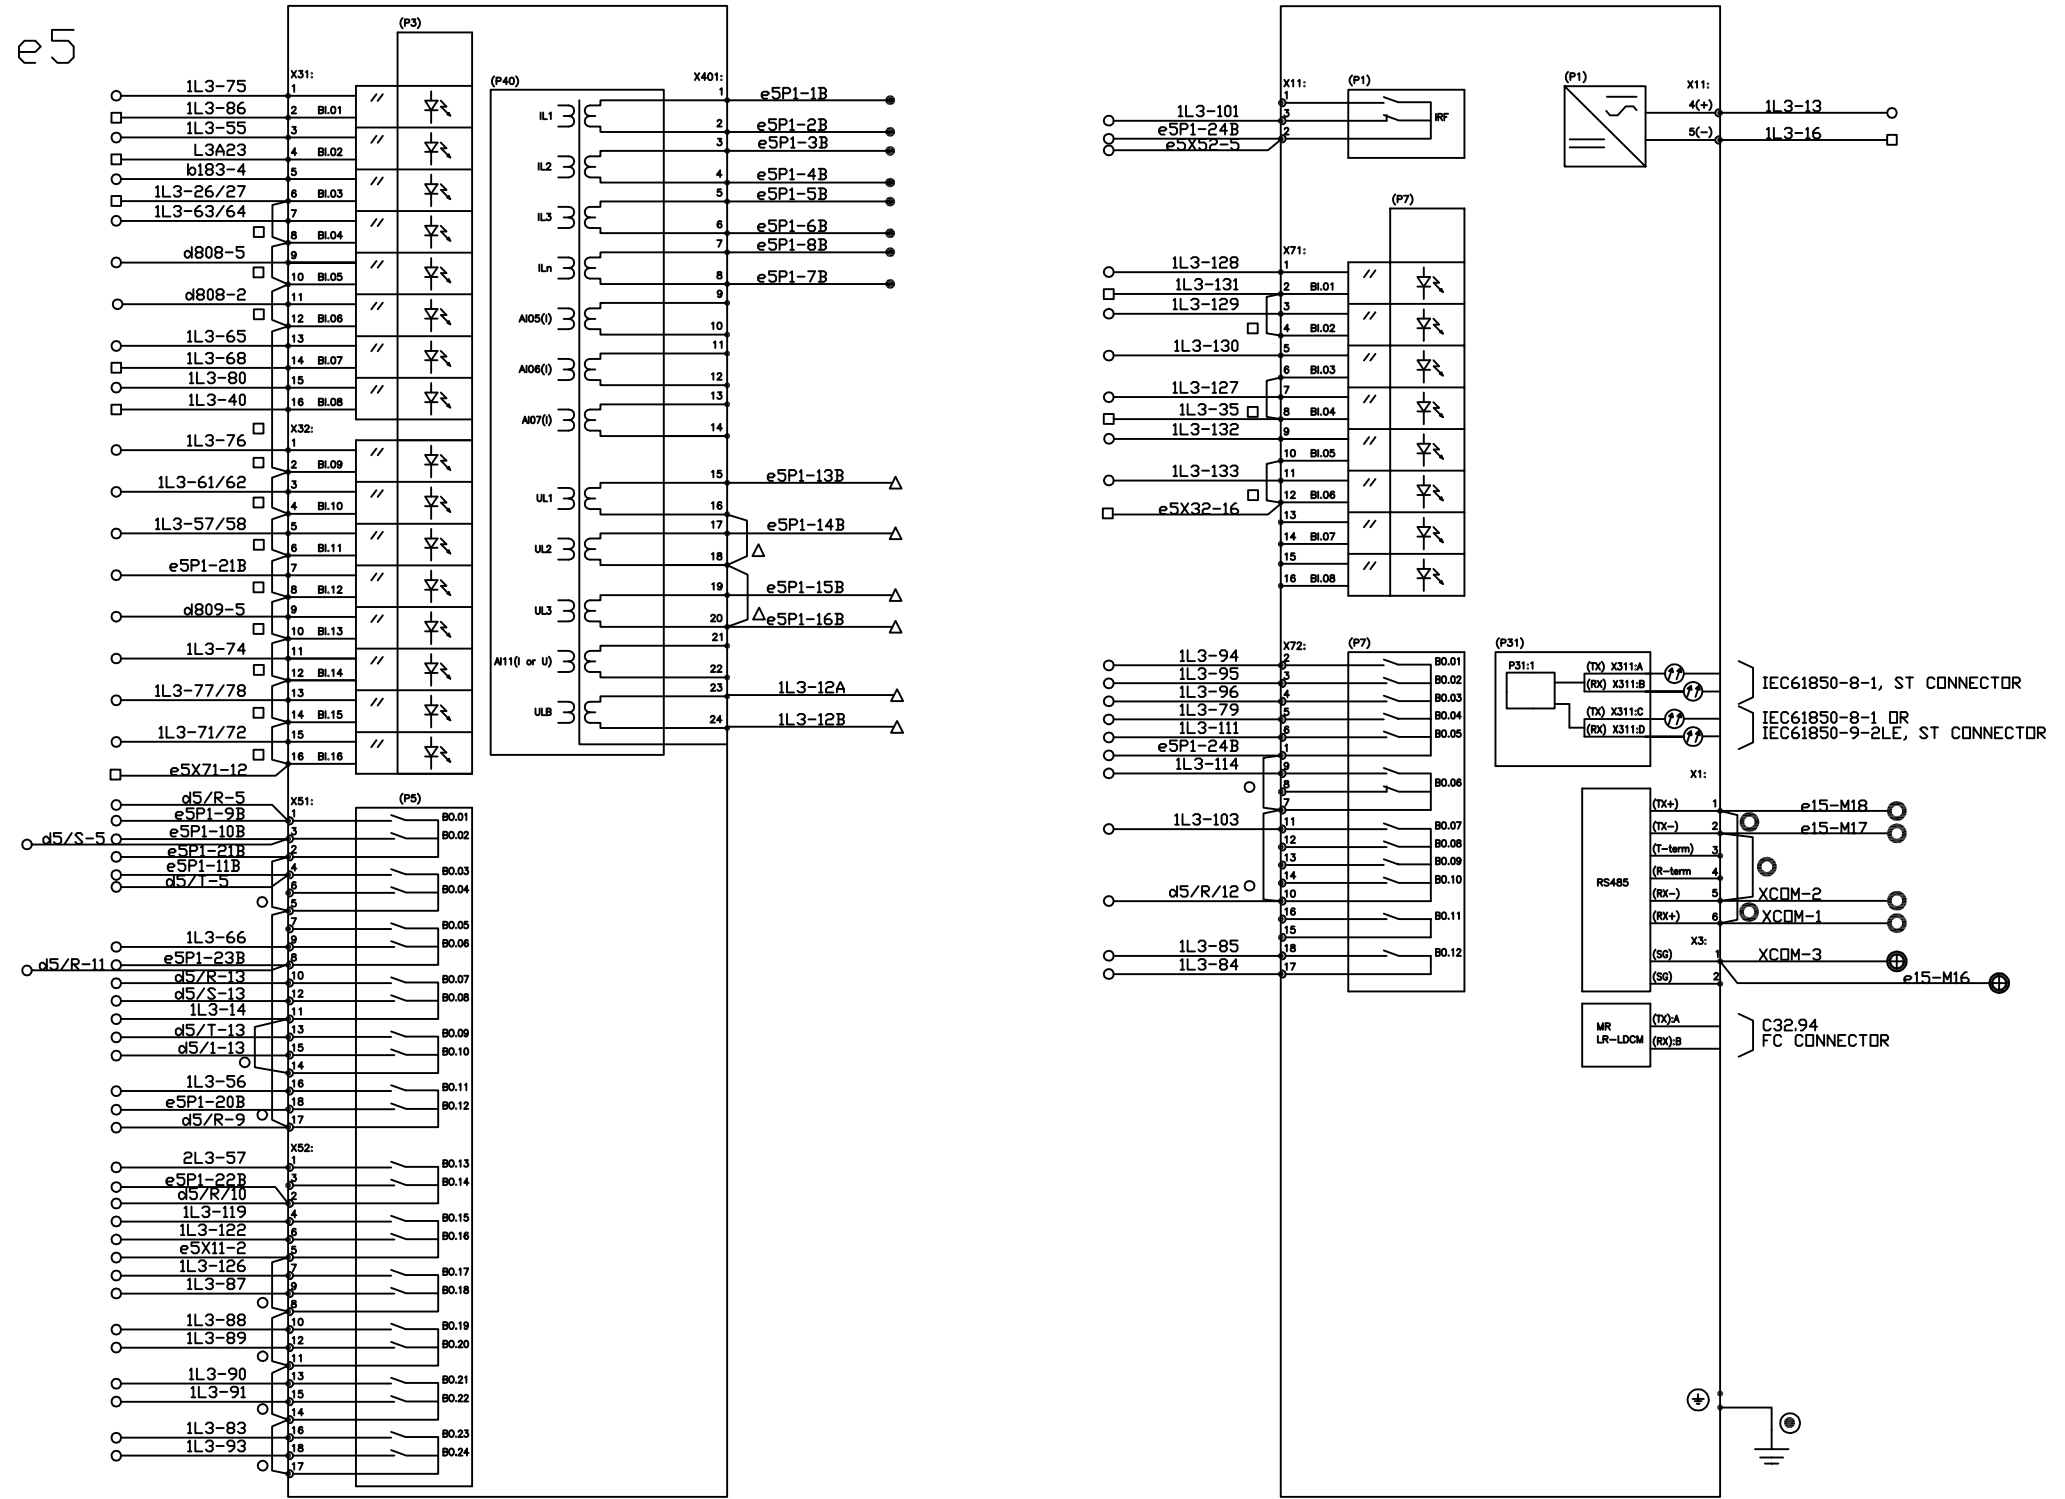 e5
(P3)
X31:
1L3-75 1
1L3-86 2 BI.01
1L3-55 3
L3A23 4 BI.02
b183-4 5
1L3-26/27 6 BI.03
1L3-63/64 7
8 BI.04
d808-5 9
10 BI.05
d808-2 11
12 BI.06
1L3-65 13
1L3-68 14 BI.07
1L3-80 15
1L3-40 16 BI.08
X32:
1L3-76 1
2 BI.09
1L3-61/62 3
4 BI.10
1L3-57/58 5
6 BI.11
e5P1-21B 7
8 BI.12
d809-5 9
10 BI.13
1L3-74 11
12 BI.14
1L3-77/78 13
14 BI.15
1L3-71/72 15
16 BI.16
e5X71-12
(P5)
X51:
d5/R-5
e5P1-9B 1 BO.01
e5P1-10B 3 BO.02
d5/S-5
e5P1-21B 2
e5P1-11B 4 BO.03
d5/T-5
6 BO.04
5
7 BO.05
1L3-66 9 BO.06
e5P1-23B 8
d5/R-11
d5/R-13 10 BO.07
d5/S-13 12 BO.08
1L3-14 11
d5/T-13 13 BO.09
d5/1-13 15 BO.10
14
1L3-56 16 BO.11
e5P1-20B 18 BO.12
d5/R-9 17
X52:
2L3-57 1 BO.13
e5P1-22B 3 BO.14
d5/R/10 2
1L3-119 4 BO.15
1L3-122 6 BO.16
e5X11-2 5
1L3-126 7 BO.17
1L3-87 9 BO.18
8
1L3-88 10 BO.19
1L3-89 12 BO.20
11
1L3-90 13 BO.21
1L3-91 15 BO.22
14
1L3-83 16 BO.23
1L3-93 18 BO.24
17
(P40)
X401:
IL1 1 e5P1-1B
2 e5P1-2B
IL2 3 e5P1-3B
4 e5P1-4B
IL3 5 e5P1-5B
6 e5P1-6B
ILn 7 e5P1-8B
8 e5P1-7B
AI05(I) 9
10
AI06(I) 11
12
AI07(I) 13
14
UL1 15 e5P1-13B
16
UL2 17 e5P1-14B
18
UL3 19 e5P1-15B
20 e5P1-16B
AI11(I or U) 21
22
ULB 23 1L3-12A
24 1L3-12B
X11: (P1)
1
1L3-101 3 IRF
e5P1-24B 2
e5X52-5
(P1) X11:
4(+) 1L3-13
5(-) 1L3-16
(P7)
X71:
1L3-128 1
1L3-131 2 BI.01
1L3-129 3
4 BI.02
1L3-130 5
6 BI.03
1L3-127 7
1L3-35 8 BI.04
1L3-132 9
10 BI.05
1L3-133 11
12 BI.06
e5X32-16
13
14 BI.07
15
16 BI.08
X72: (P7)
1L3-94 2 BO.01
1L3-95 3 BO.02
1L3-96 4 BO.03
1L3-79 5 BO.04
1L3-111 6 BO.05
e5P1-24B 1
1L3-114 9 BO.06
8
7
1L3-103 11 BO.07
12 BO.08
13 BO.09
14 BO.10
d5/R/12 10
16 BO.11
15
1L3-85 18 BO.12
1L3-84 17
(P31)
P31:1
(TX) X311:A
(RX) X311:B
IEC61850-8-1, ST CONNECTOR
(TX) X311:C
(RX) X311:D
IEC61850-8-1 OR
IEC61850-9-2LE, ST CONNECTOR
X1:
RS485
(TX+) 1 e15-M18
(TX-) 2 e15-M17
(T-term) 3
(R-term 4
(RX-) 5 XCOM-2
(RX+) 6 XCOM-1
X3:
(SG) 1 XCOM-3
(SG) 2 e15-M16
MR
LR-LDCM
(TX):A
(RX):B
C32.94
FC CONNECTOR